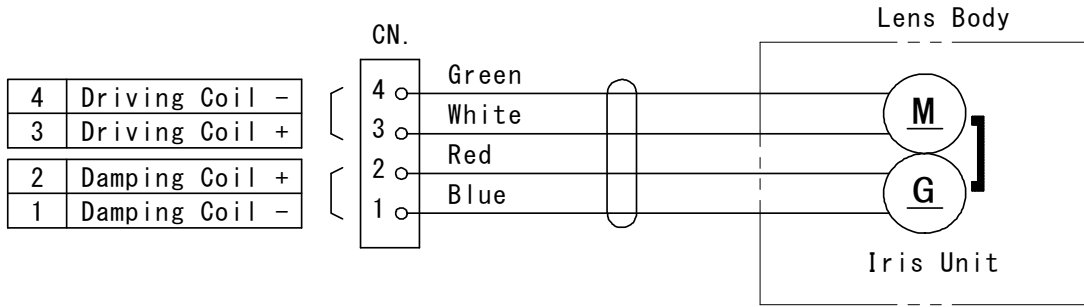 Lens Body
CN.
4 Driving Coil -
3 Driving Coil +
2 Damping Coil +
1 Damping Coil -
4 Green
3 White
2 Red
1 Blue
M
G
Iris Unit